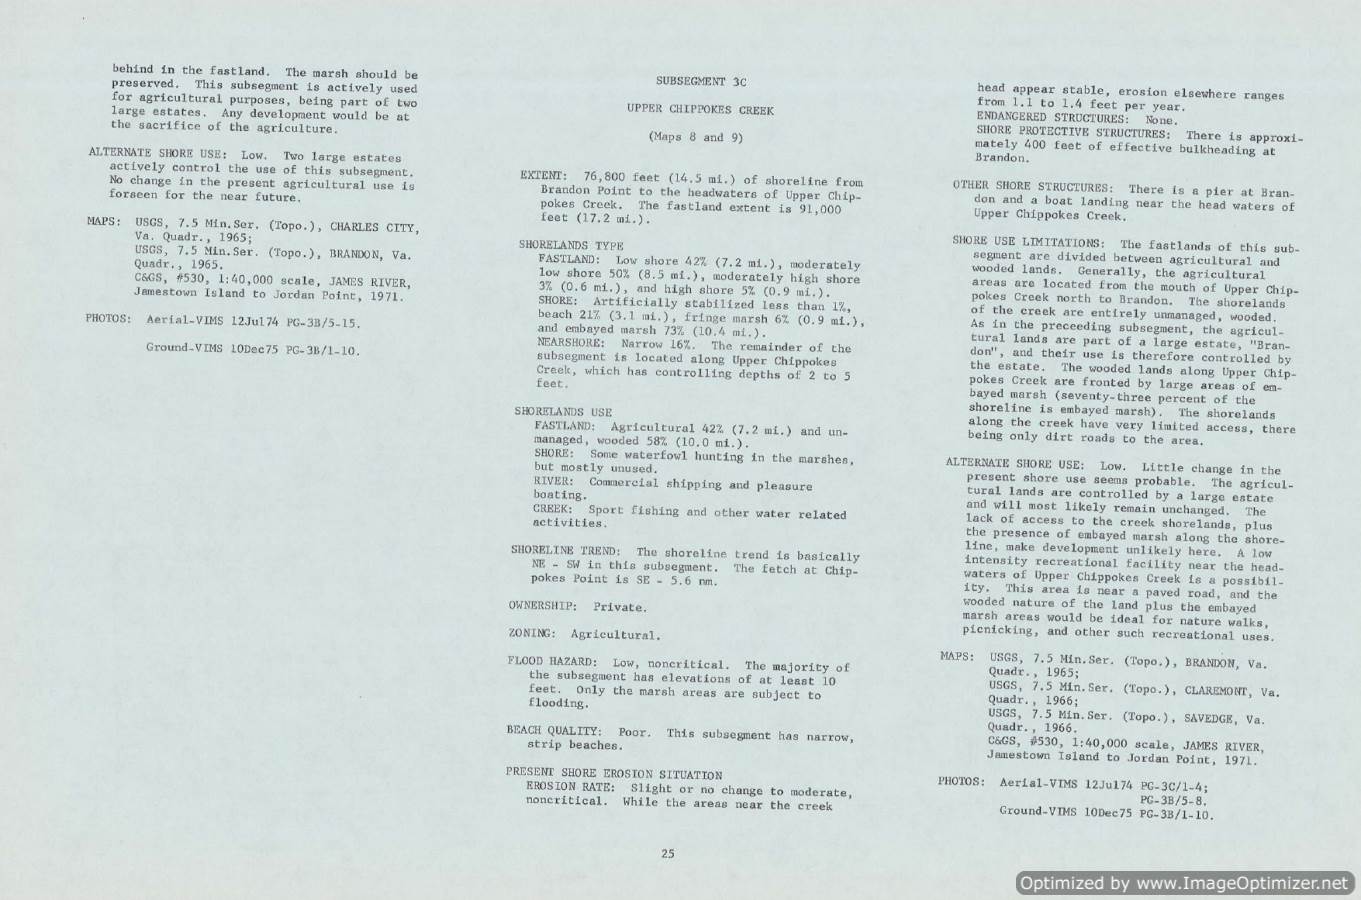 behind in the fastland. The marsh should be
preserved. This subsegment is actively used
for agricultural purposes, being part of two
large estates. Any development would be at
the sacrifice of the agriculture.
ALTERNATE SHORE USE: Low. Two large estates
actively control the use of this subsegment.
No change in the present agricultural use is
forseen for the near future.
MAPS: USGS, 7.5 Min.Ser. (Topo.), CHARLES CITY,
Va. Quadr., 1965;
USGS, 7.5 Min.Ser. (Topo.), BRANDON, Va.
Quadr., 1965.
C&GS, #530, 1:40,000 scale, JAMES RIVER,
Jamestown Island to Jordan Point, 1971.
PHOTOS: Aerial-VIMS 12Jul74 PG-3B/5-15.
Ground-VIMS 10Dec75 PG-3B/1-10.
SUBSEGMENT 3C
UPPER CHIPPOKES CREEK
(Maps 8 and 9)
EXTENT: 76,800 feet (14.5 mi.) of shoreline from
Brandon Point to the headwaters of Upper Chip-
pokes Creek. The fastland extent is 91,000
feet (17.2 mi.).
SHORELANDS TYPE
FASTLAND: Low shore 42% (7.2 mi.), moderately
low shore 50% (8.5 mi.), moderately high shore
3% (0.6 mi.), and high shore 5% (0.9 mi.).
SHORE: Artificially stabilized less than 1%,
beach 21% (3.1 mi.), fringe marsh 6% (0.9 mi.),
and embayed marsh 73% (10.4 mi.).
NEARSHORE: Narrow 16%. The remainder of the
subsegment is located along Upper Chippokes
Creek, which has controlling depths of 2 to 5
feet.
SHORELANDS USE
FASTLAND: Agricultural 42% (7.2 mi.) and un-
managed, wooded 58% (10.0 mi.).
SHORE: Some waterfowl hunting in the marshes,
but mostly unused.
RIVER: Commercial shipping and pleasure
boating.
CREEK: Sport fishing and other water related
activities.
SHORELINE TREND: The shoreline trend is basically
NE - SW in this subsegment. The fetch at Chip-
pokes Point is SE - 5.6 nm.
OWNERSHIP: Private.
ZONING: Agricultural.
FLOOD HAZARD: Low, noncritical. The majority of
the subsegment has elevations of at least 10
feet. Only the marsh areas are subject to
flooding.
BEACH QUALITY: Poor. This subsegment has narrow,
strip beaches.
PRESENT SHORE EROSION SITUATION
EROSION RATE: Slight or no change to moderate,
noncritical. While the areas near the creek
head appear stable, erosion elsewhere ranges
from 1.1 to 1.4 feet per year.
ENDANGERED STRUCTURES: None.
SHORE PROTECTIVE STRUCTURES: There is approxi-
mately 400 feet of effective bulkheading at
Brandon.
OTHER SHORE STRUCTURES: There is a pier at Bran-
don and a boat landing near the head waters of
Upper Chippokes Creek.
SHORE USE LIMITATIONS: The fastlands of this sub-
segment are divided between agricultural and
wooded lands. Generally, the agricultural
areas are located from the mouth of Upper Chip-
pokes Creek north to Brandon. The shorelands
of the creek are entirely unmanaged, wooded.
As in the preceeding subsegment, the agricul-
tural lands are part of a large estate, "Bran-
don", and their use is therefore controlled by
the estate. The wooded lands along Upper Chip-
pokes Creek are fronted by large areas of em-
bayed marsh (seventy-three percent of the
shoreline is embayed marsh). The shorelands
along the creek have very limited access, there
being only dirt roads to the area.
ALTERNATE SHORE USE: Low. Little change in the
present shore use seems probable. The agricul-
tural lands are controlled by a large estate
and will most likely remain unchanged. The
lack of access to the creek shorelands, plus
the presence of embayed marsh along the shore-
line, make development unlikely here. A low
intensity recreational facility near the head-
waters of Upper Chippokes Creek is a possibil-
ity. This area is near a paved road, and the
wooded nature of the land plus the embayed
marsh areas would be ideal for nature walks,
picnicking, and other such recreational uses.
MAPS: USGS, 7.5 Min.Ser. (Topo.), BRANDON, Va.
Quadr., 1965;
USGS, 7.5 Min.Ser. (Topo.), CLAREMONT, Va.
Quadr., 1966;
USGS, 7.5 Min.Ser. (Topo.), SAVEDGE, Va.
Quadr., 1966.
C&GS, #530, 1:40,000 scale, JAMES RIVER,
Jamestown Island to Jordan Point, 1971.
PHOTOS: Aerial-VIMS 12Jul74 PG-3C/1-4;
PG-3B/5-8.
Ground-VIMS 10Dec75 PG-3B/1-10.
25
Optimized by www.ImageOptimizer.net